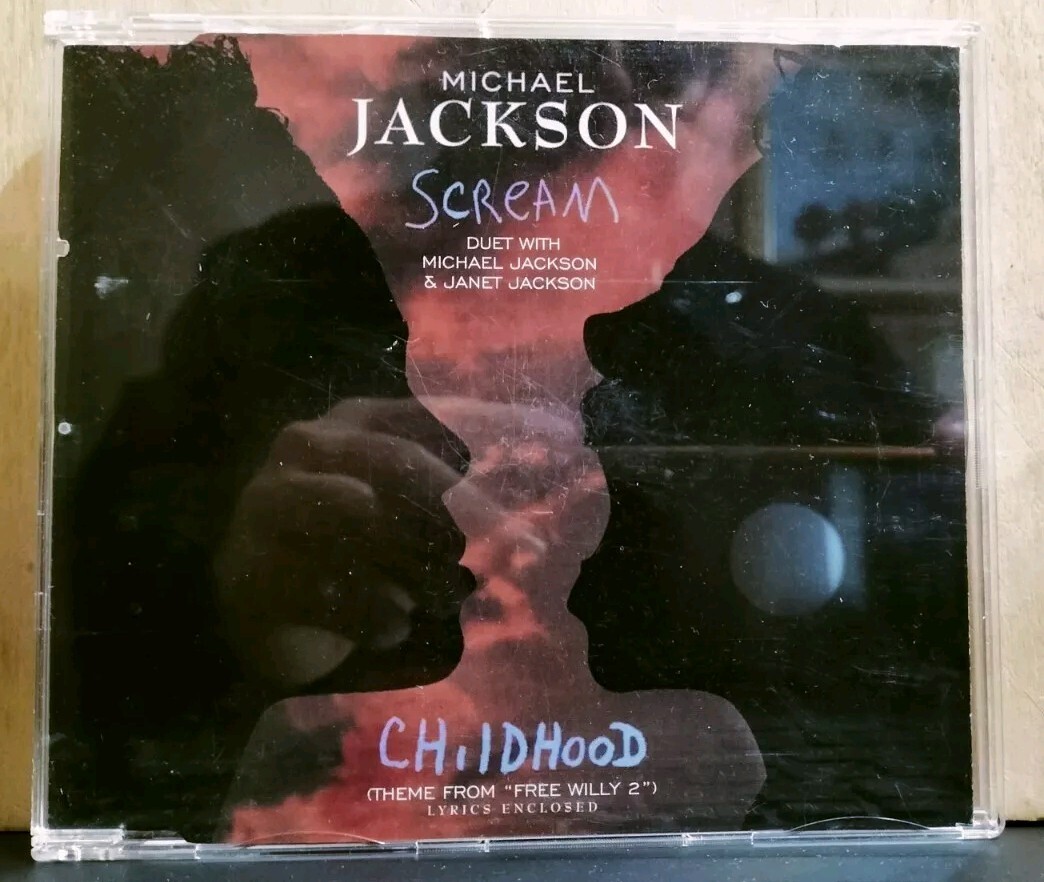 MICHAEL
JACKSON
SCReAM
DUET WITH
MICHAEL JACKSON
& JANET JACKSON
CHilDHooD
(THEME FROM “FREE WILLY 2”)
LYRICS ENCLOSED